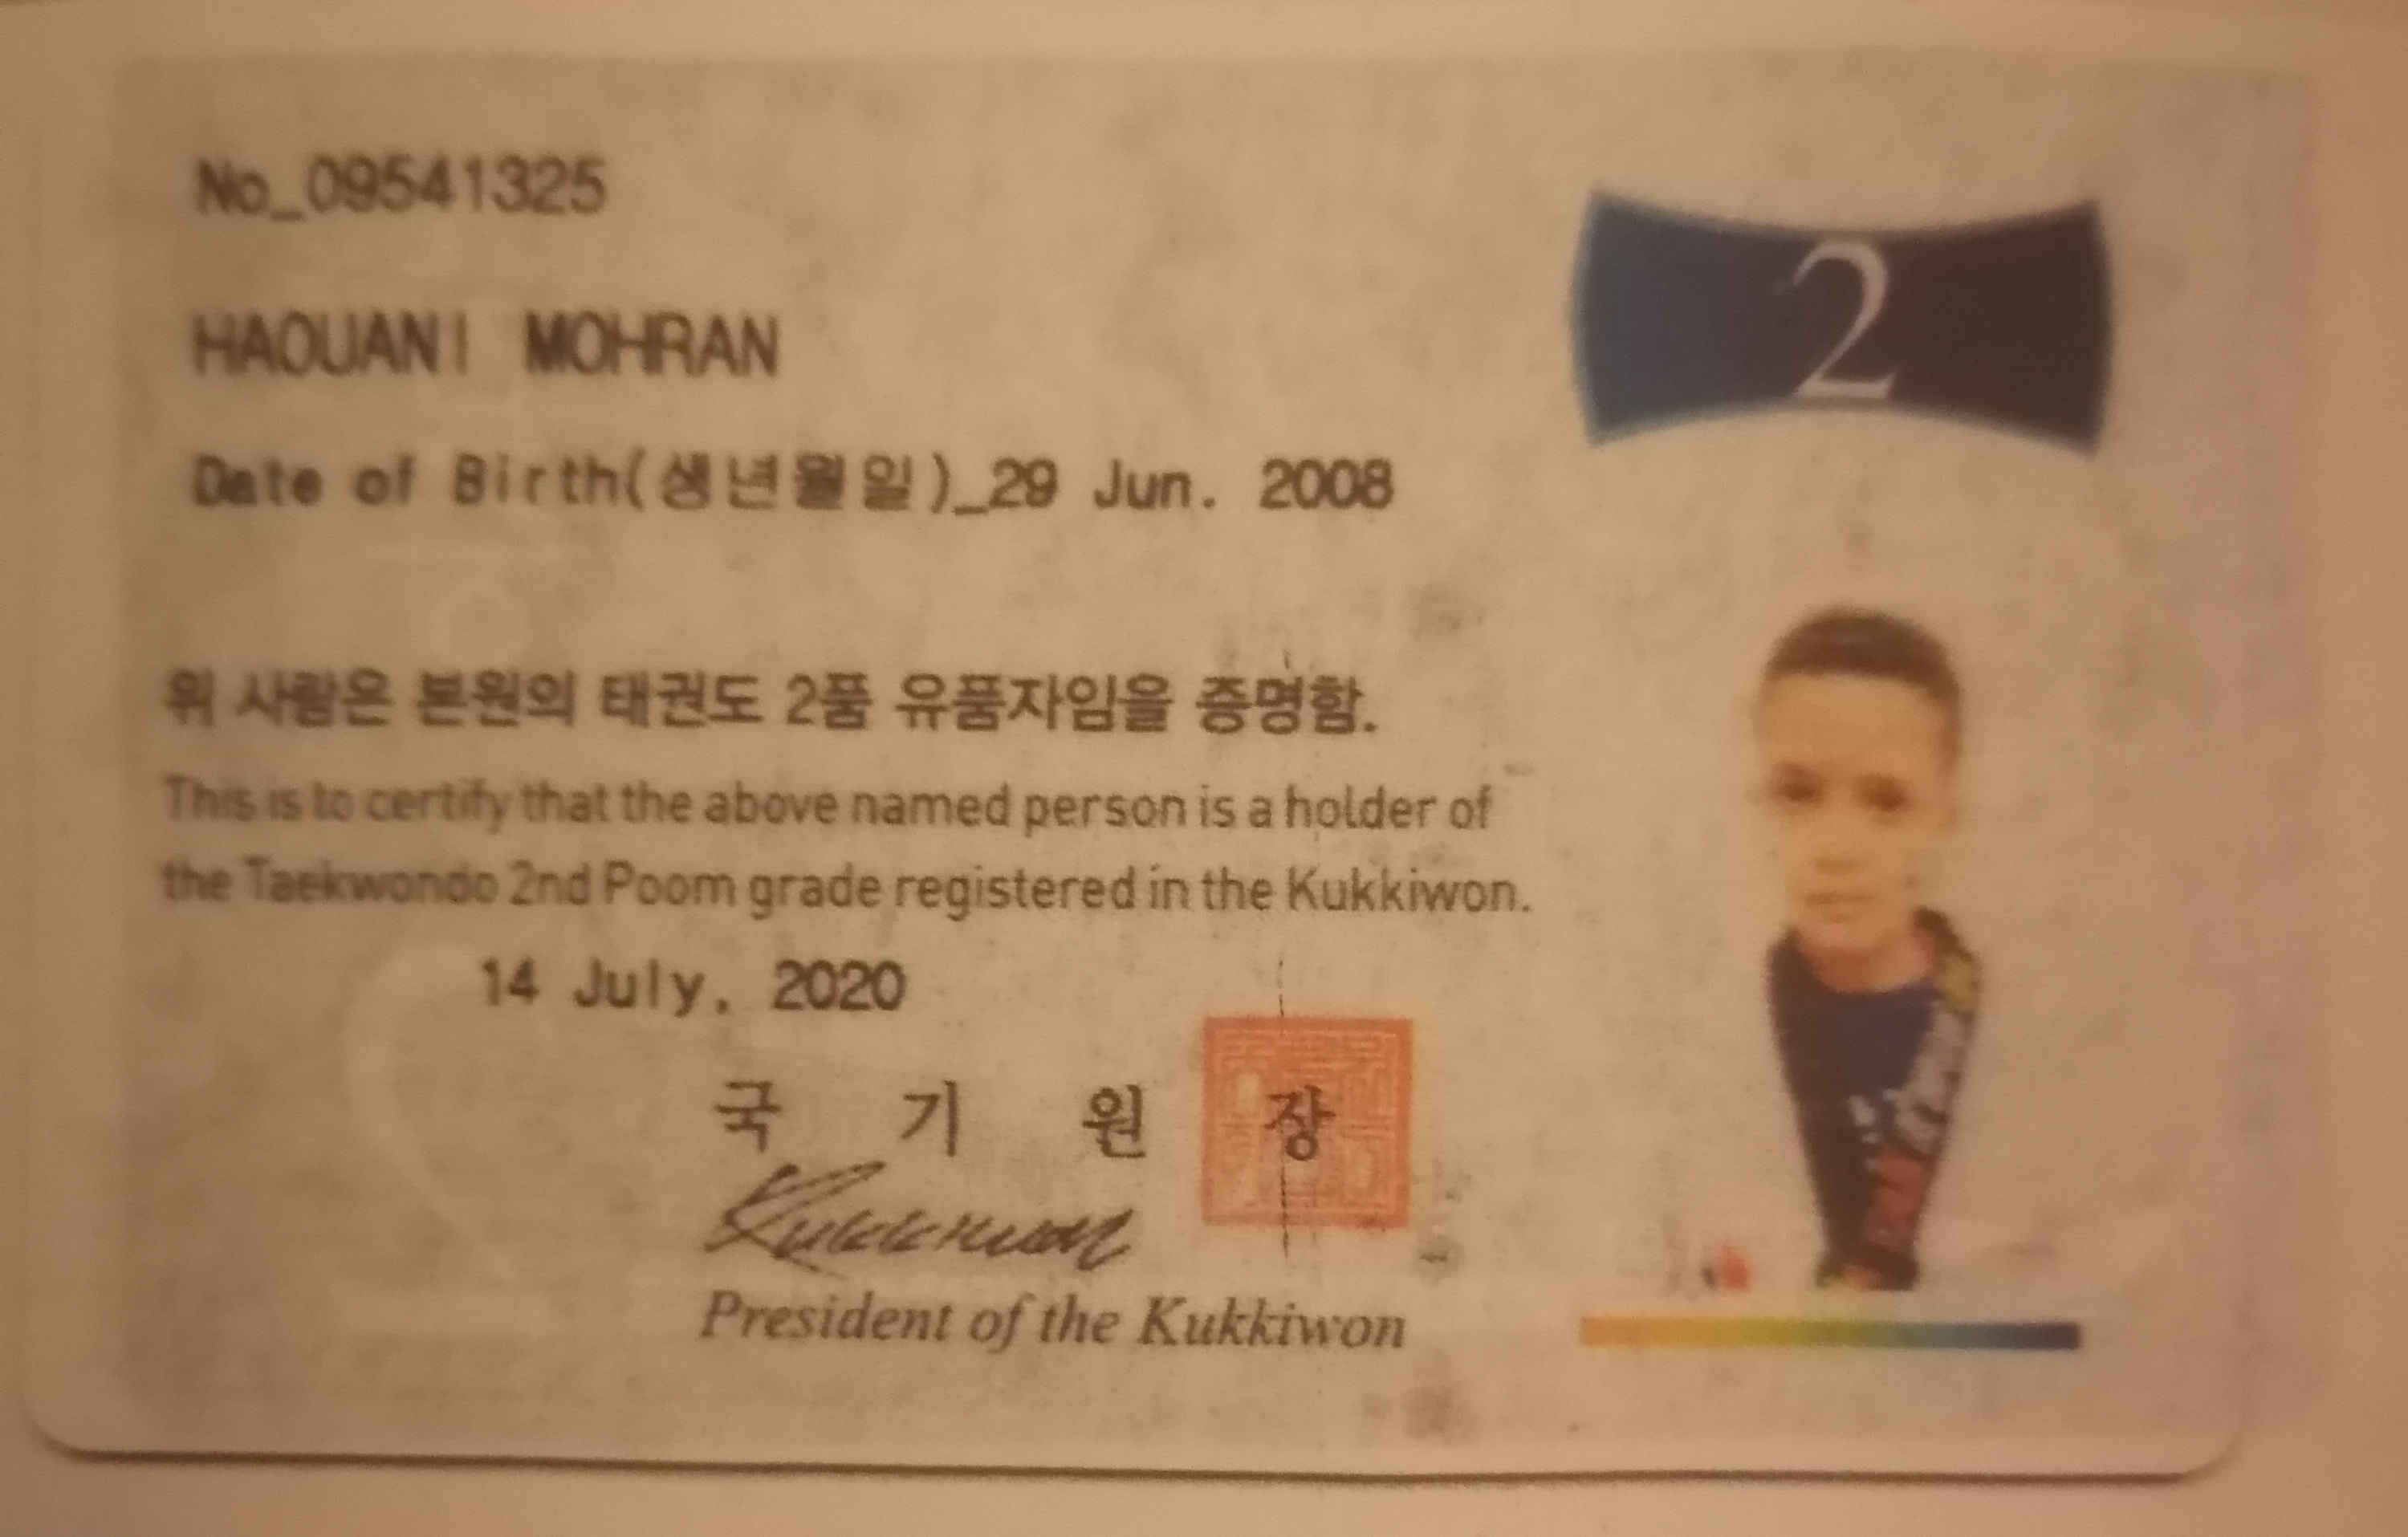 No_09541325
HAOUANI MOHRAN
Date of Birth(생년월일)_29 Jun. 2008
2
위 사람은 본원의 태권도 2품 유품자임을 증명함.
This is to certify that the above named person is a holder of
the Taekwondo 2nd Poom grade registered in the Kukkiwon.
14 July, 2020
국 기 원 장
Kukkiwon
President of the Kukkiwon